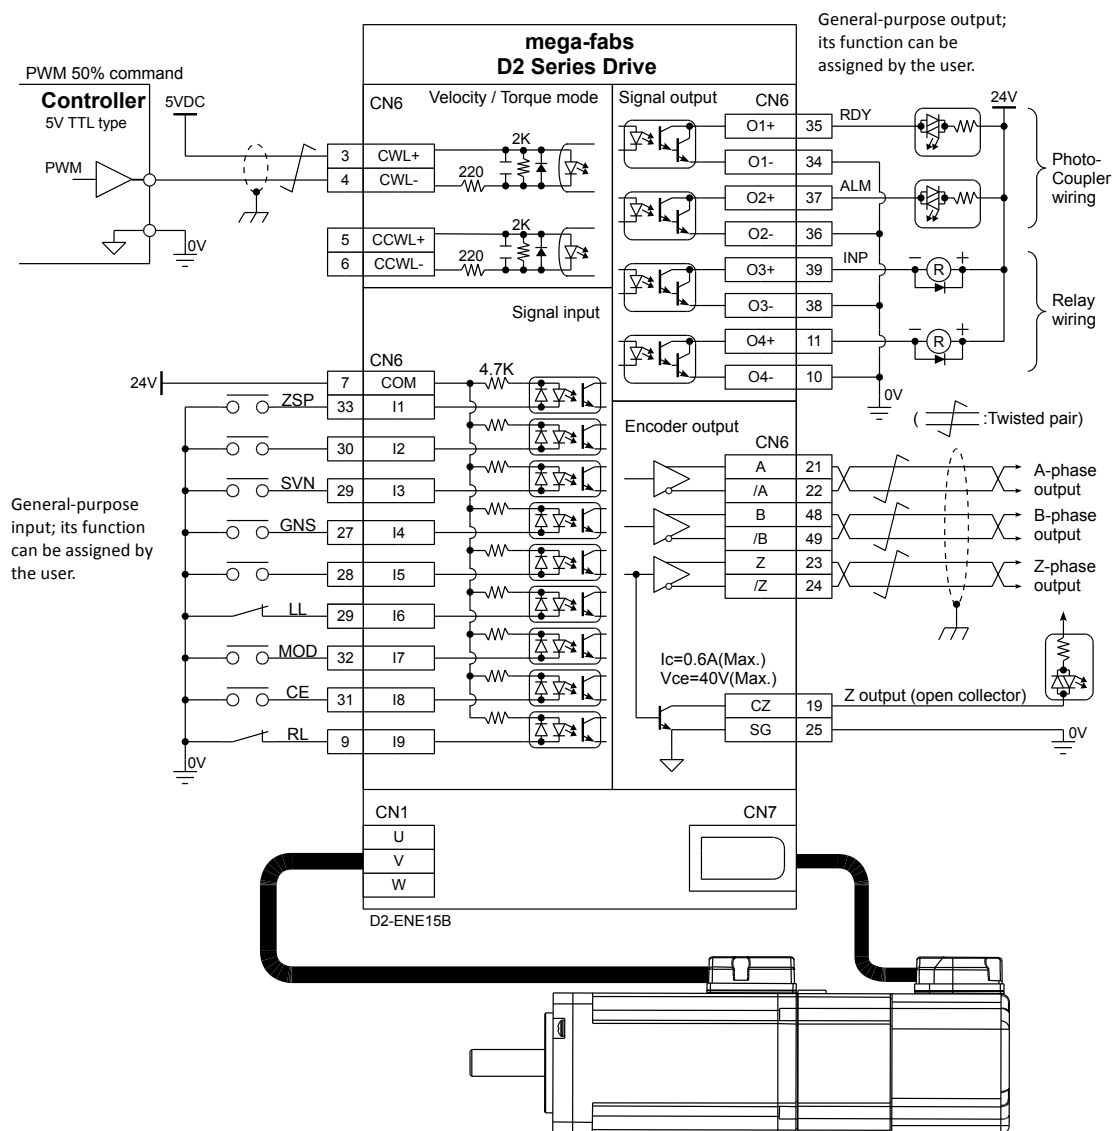 General-purpose output;
its function can be
assigned by the user.
mega-fabs
D2 Series Drive
PWM 50% command
Controller
5V TTL type
5VDC
PWM
0V
CN6
Velocity / Torque mode
3 CWL+
4 CWL-
220
2K
5 CCWL+
6 CCWL-
220
2K
Signal output
CN6
O1+ 35 RDY
O1- 34
O2+ 37 ALM
O2- 36
O3+ 39 INP
O3- 38
O4+ 11
O4- 10
24V
Photo-
Coupler
wiring
- R +
- R +
Relay
wiring
0V
( :Twisted pair)
Signal input
CN6
24V
7 COM
4.7K
ZSP 33 I1
30 I2
SVN 29 I3
GNS 27 I4
28 I5
LL 29 I6
MOD 32 I7
CE 31 I8
RL 9 I9
0V
General-purpose
input; its function
can be assigned by
the user.
Encoder output
CN6
A 21
/A 22
B 48
/B 49
Z 23
/Z 24
A-phase
output
B-phase
output
Z-phase
output
Ic=0.6A(Max.)
Vce=40V(Max.)
CZ 19 Z output (open collector)
SG 25
0V
CN1
U
V
W
CN7
D2-ENE15B